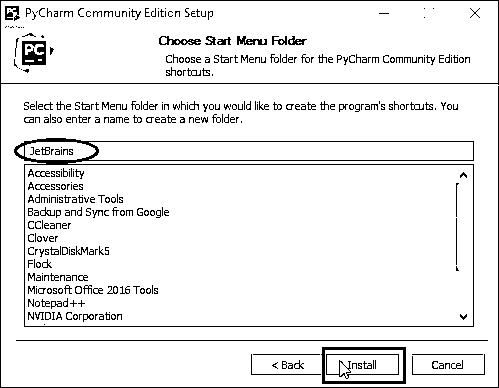 PyCharm Community Edition Setup
PC
Choose Start Menu Folder
Choose a Start Menu folder for the PyCharm Community Edition
shortcuts.
Select the Start Menu folder in which you would like to create the program's shortcuts. You
can also enter a name to create a new folder.
JetBrains
Accessibility
Accessories
Administrative Tools
Backup and Sync from Google
CCleaner
Clover
CrystalDiskMark5
Flock
Maintenance
Microsoft Office 2016 Tools
Notepad++
NVIDIA Corporation
< Back
Install
Cancel